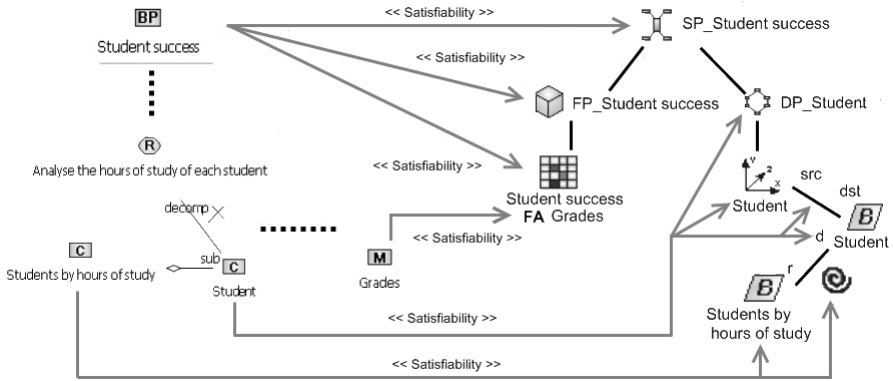 BP
<< Satisfiability >>
SP_Student success
Student success
<< Satisfiability >>
FP_Student success
DP_Student
R
Analyse the hours of study of each student
<< Satisfiability >>
Y
Z
X
src
Student success
FA Grades
Student
dst
B
decomp
C
Students by hours of study
sub
C
Student
M
Grades
<< Satisfiability >>
d
Student
B
r
<< Satisfiability >>
Students by
hours of study
<< Satisfiability >>